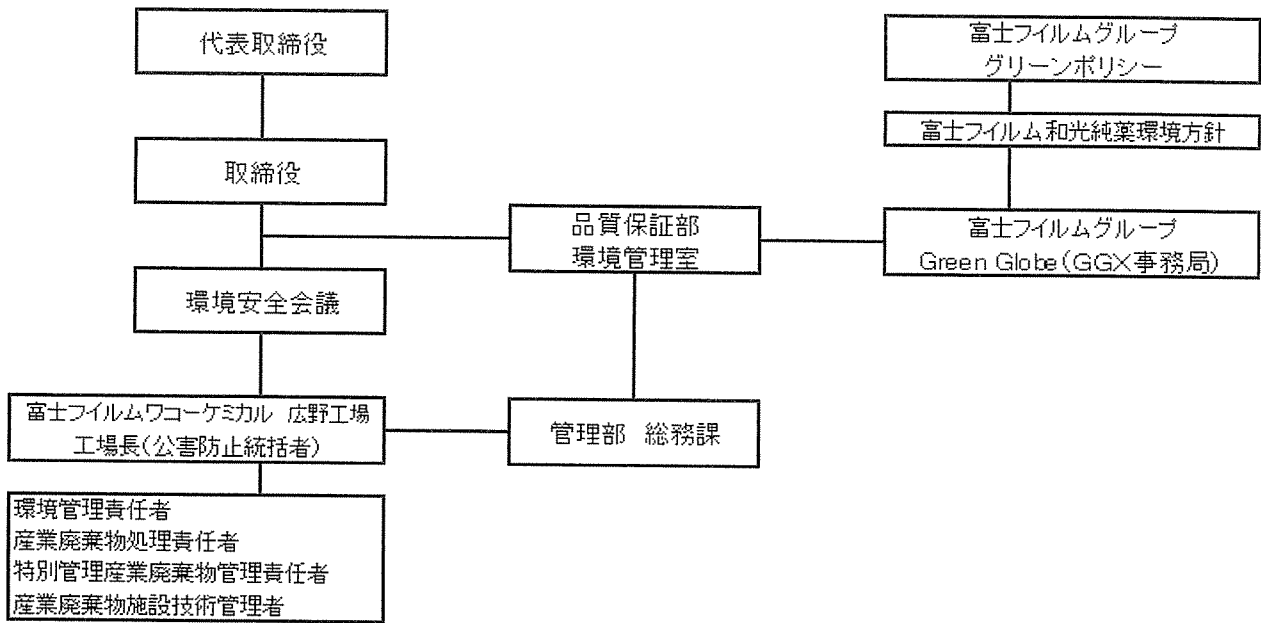 代表取締役
取締役
環境安全会議
富士フイルムワコーケミカル 広野工場
工場長(公害防止統括者)
環境管理責任者
産業廃棄物処理責任者
特別管理産業廃棄物管理責任者
産業廃棄物施設技術管理者
品質保証部
環境管理室
管理部 総務課
富士フイルムグループ
グリーンポリシー
富士フイルム和光純薬環境方針
富士フイルムグループ
Green Globe(GGX事務局)